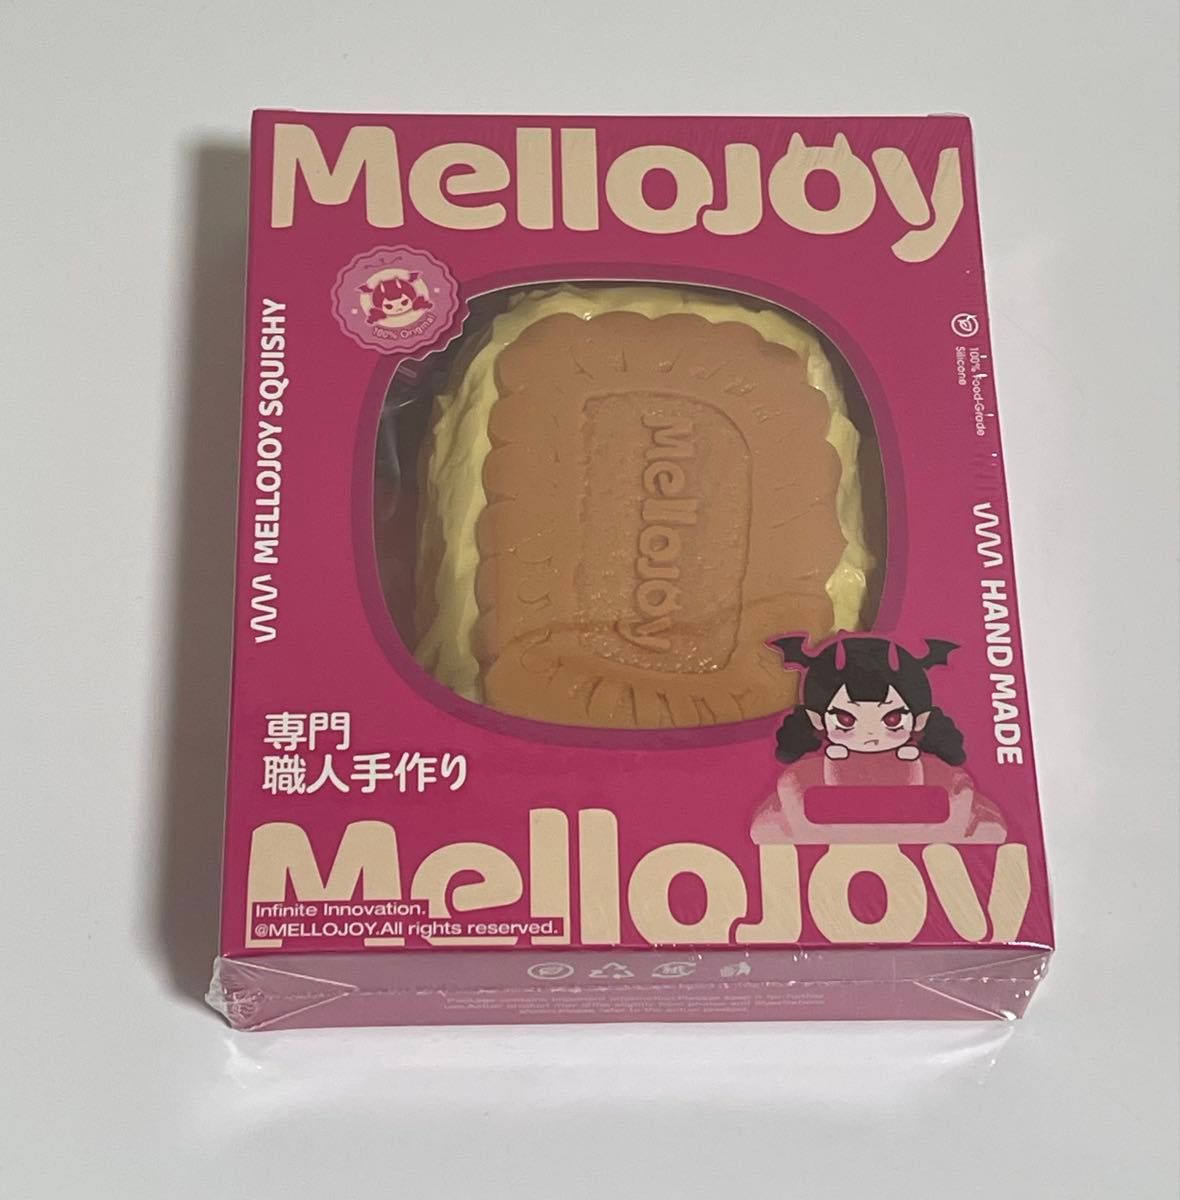 Mellojoy
100% Original
MELLOJOY SQUISHY
100% Food-Grade
Silicone
Mellojoy
HAND MADE
専門
職人手作り
Mellojoy
Infinite Innovation.
@MELLOJOY.All rights reserved.